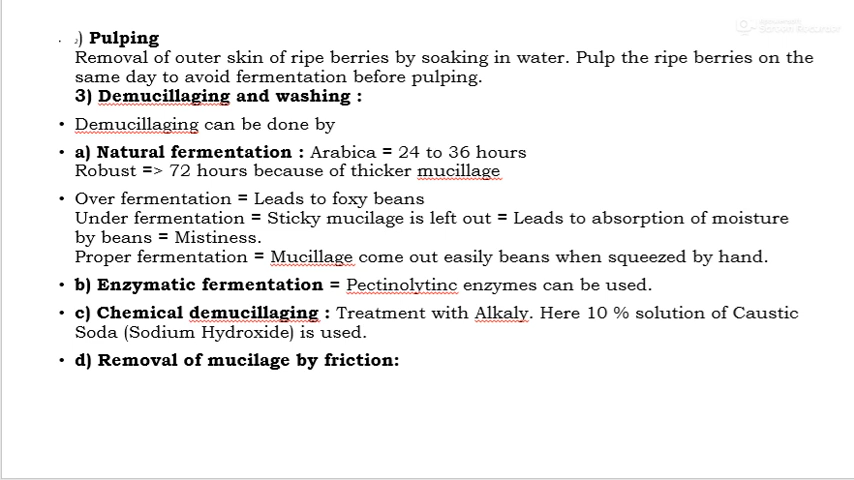 ) Pulping
Removal of outer skin of ripe berries by soaking in water. Pulp the ripe berries on the
same day to avoid fermentation before pulping.
3) Demucillaging and washing :
• Demucillaging can be done by
• a) Natural fermentation : Arabica = 24 to 36 hours
Robust => 72 hours because of thicker mucillage
• Over fermentation = Leads to foxy beans
Under fermentation = Sticky mucilage is left out = Leads to absorption of moisture
by beans = Mistiness.
Proper fermentation = Mucillage come out easily beans when squeezed by hand.
• b) Enzymatic fermentation = Pectinolytinc enzymes can be used.
• c) Chemical demucillaging : Treatment with Alkaly. Here 10 % solution of Caustic
Soda (Sodium Hydroxide) is used.
• d) Removal of mucilage by friction: